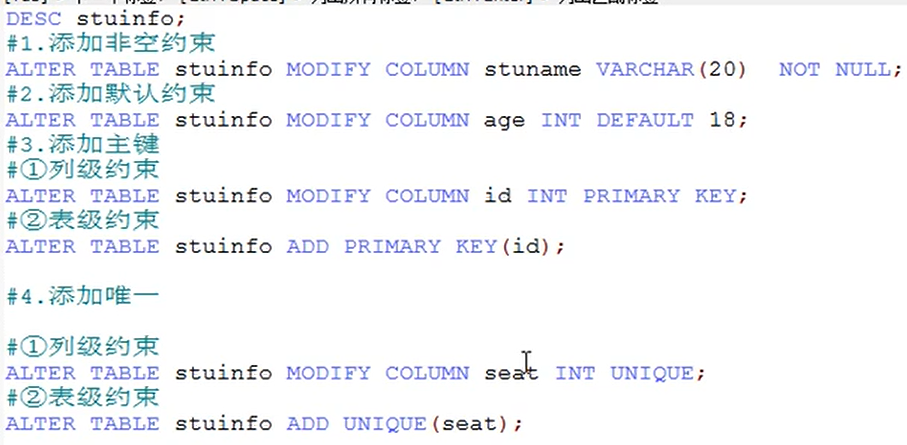 DESC stuinfo;
#1.添加非空约束
ALTER TABLE stuinfo MODIFY COLUMN stuname VARCHAR(20)  NOT NULL;
#2.添加默认约束
ALTER TABLE stuinfo MODIFY COLUMN age INT DEFAULT 18;
#3.添加主键
#①列级约束
ALTER TABLE stuinfo MODIFY COLUMN id INT PRIMARY KEY;
#②表级约束
ALTER TABLE stuinfo ADD PRIMARY KEY(id);
#4.添加唯一
#①列级约束
ALTER TABLE stuinfo MODIFY COLUMN seat INT UNIQUE;
#②表级约束
ALTER TABLE stuinfo ADD UNIQUE(seat);